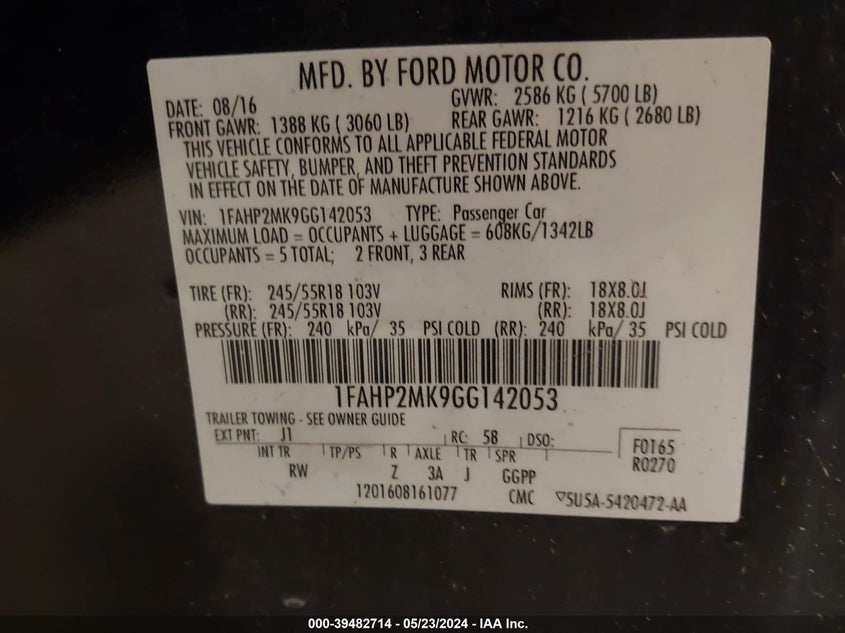 MFD. BY FORD MOTOR CO.
DATE: 08/16 GVWR: 2586 KG ( 5700 LB)
FRONT GAWR: 1388 KG ( 3060 LB) REAR GAWR: 1216 KG ( 2680 LB)
THIS VEHICLE CONFORMS TO ALL APPLICABLE FEDERAL MOTOR
VEHICLE SAFETY, BUMPER, AND THEFT PREVENTION STANDARDS
IN EFFECT ON THE DATE OF MANUFACTURE SHOWN ABOVE.
VIN: 1FAHP2MK9GG142053 TYPE: Passenger Car
MAXIMUM LOAD = OCCUPANTS + LUGGAGE = 608KG/1342LB
OCCUPANTS = 5 TOTAL; 2 FRONT, 3 REAR
TIRE (FR): 245/55R18 103V RIMS (FR): 18X8.0J
(RR): 245/55R18 103V (RR): 18X8.0J
PRESSURE (FR): 240 kPa/ 35 PSI COLD (RR): 240 kPa/ 35 PSI COLD
1FAHP2MK9GG142053
TRAILER TOWING - SEE OWNER GUIDE
EXT PNT: J1 RC: 58 DSO: F0165
INT TR TP/PS R AXLE TR SPR R0270
RW Z 3A J GGPP
1201608161077 CMC ▽5U5A-5420472-AA
000-39482714 - 05/23/2024 - IAA Inc.